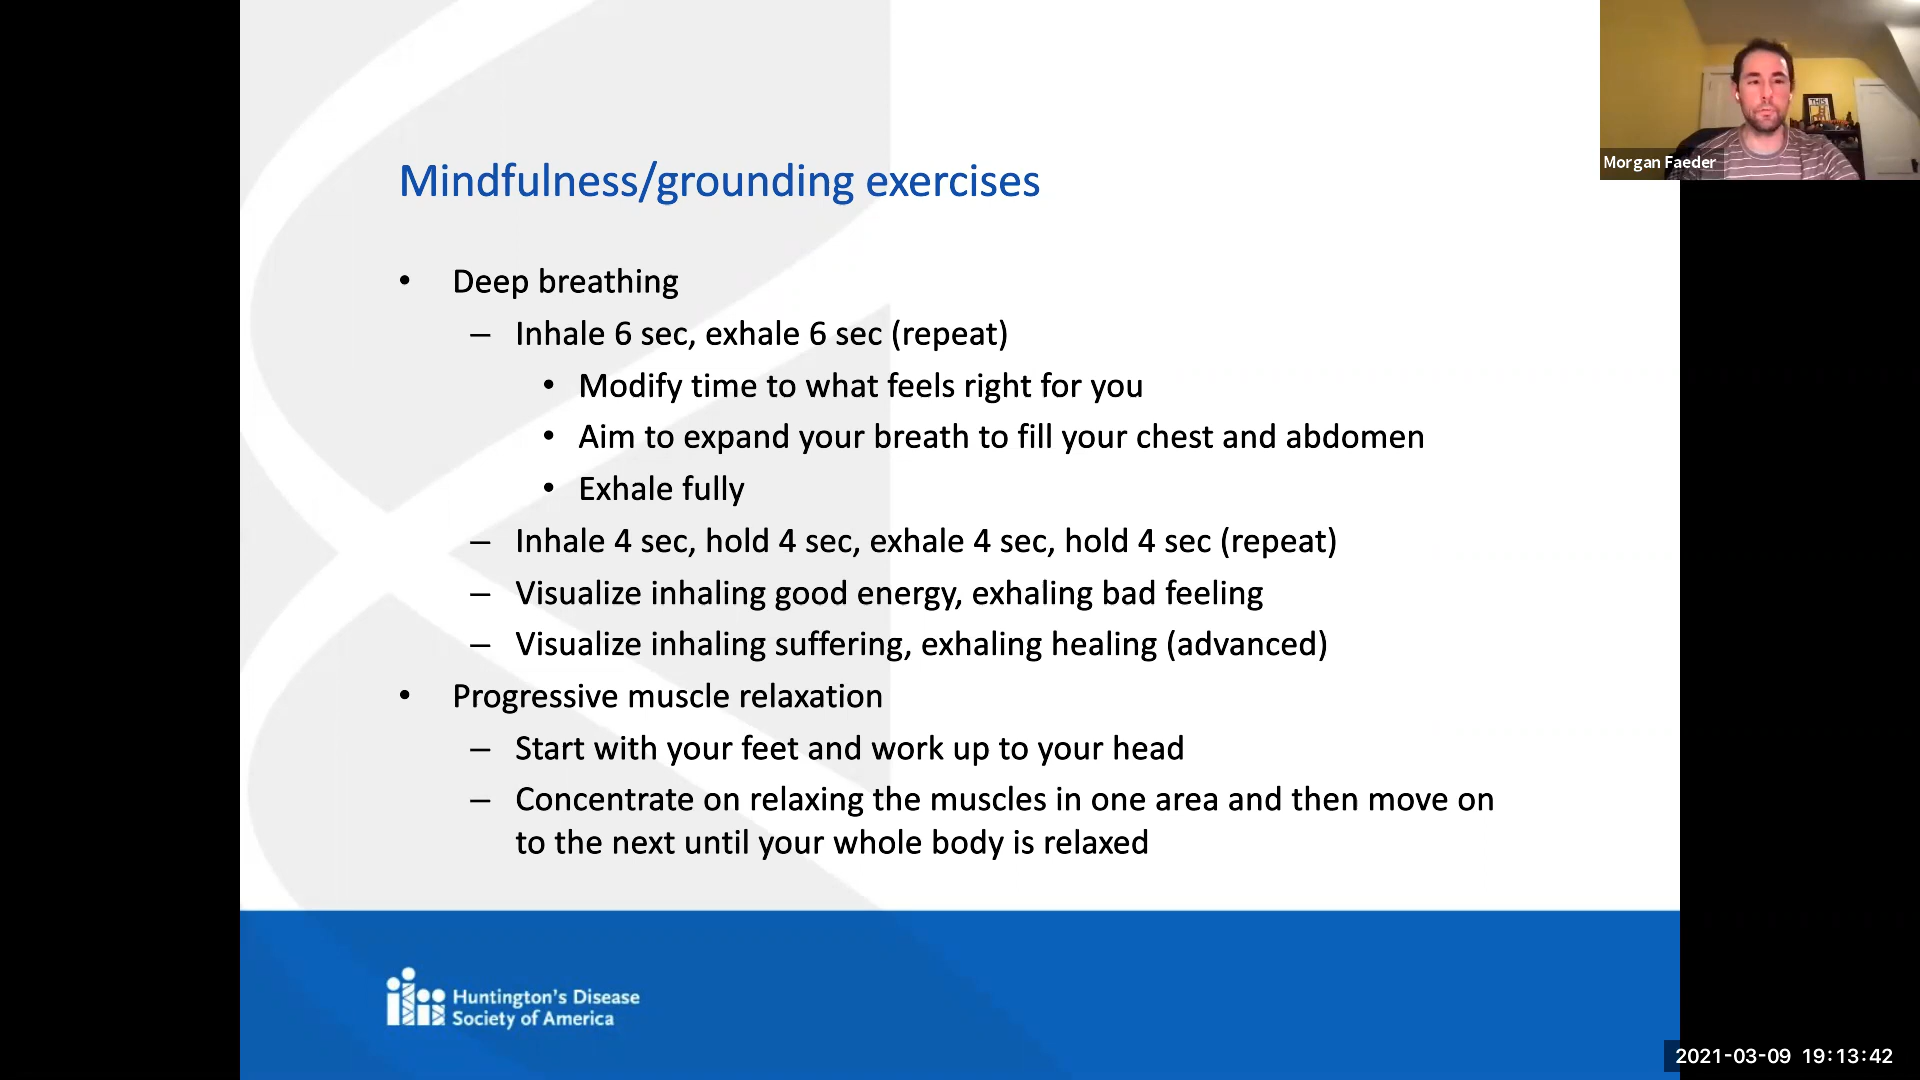 Mindfulness/grounding exercises
• Deep breathing
– Inhale 6 sec, exhale 6 sec (repeat)
• Modify time to what feels right for you
• Aim to expand your breath to fill your chest and abdomen
• Exhale fully
– Inhale 4 sec, hold 4 sec, exhale 4 sec, hold 4 sec (repeat)
– Visualize inhaling good energy, exhaling bad feeling
– Visualize inhaling suffering, exhaling healing (advanced)
• Progressive muscle relaxation
– Start with your feet and work up to your head
– Concentrate on relaxing the muscles in one area and then move on
to the next until your whole body is relaxed
Huntington's Disease
Society of America
THIS
Morgan Faeder
2021-03-09 19:13:42